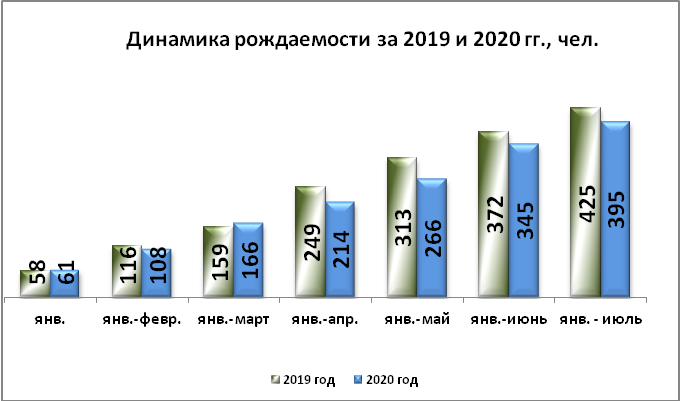 Динамика рождаемости за 2019 и 2020 гг., чел.
58 61 116 108 159 166 249 214 313 266 372 345 425 395
янв. янв.-февр. янв.-март янв.-апр. янв.-май янв.-июнь янв. - июль
2019 год 2020 год